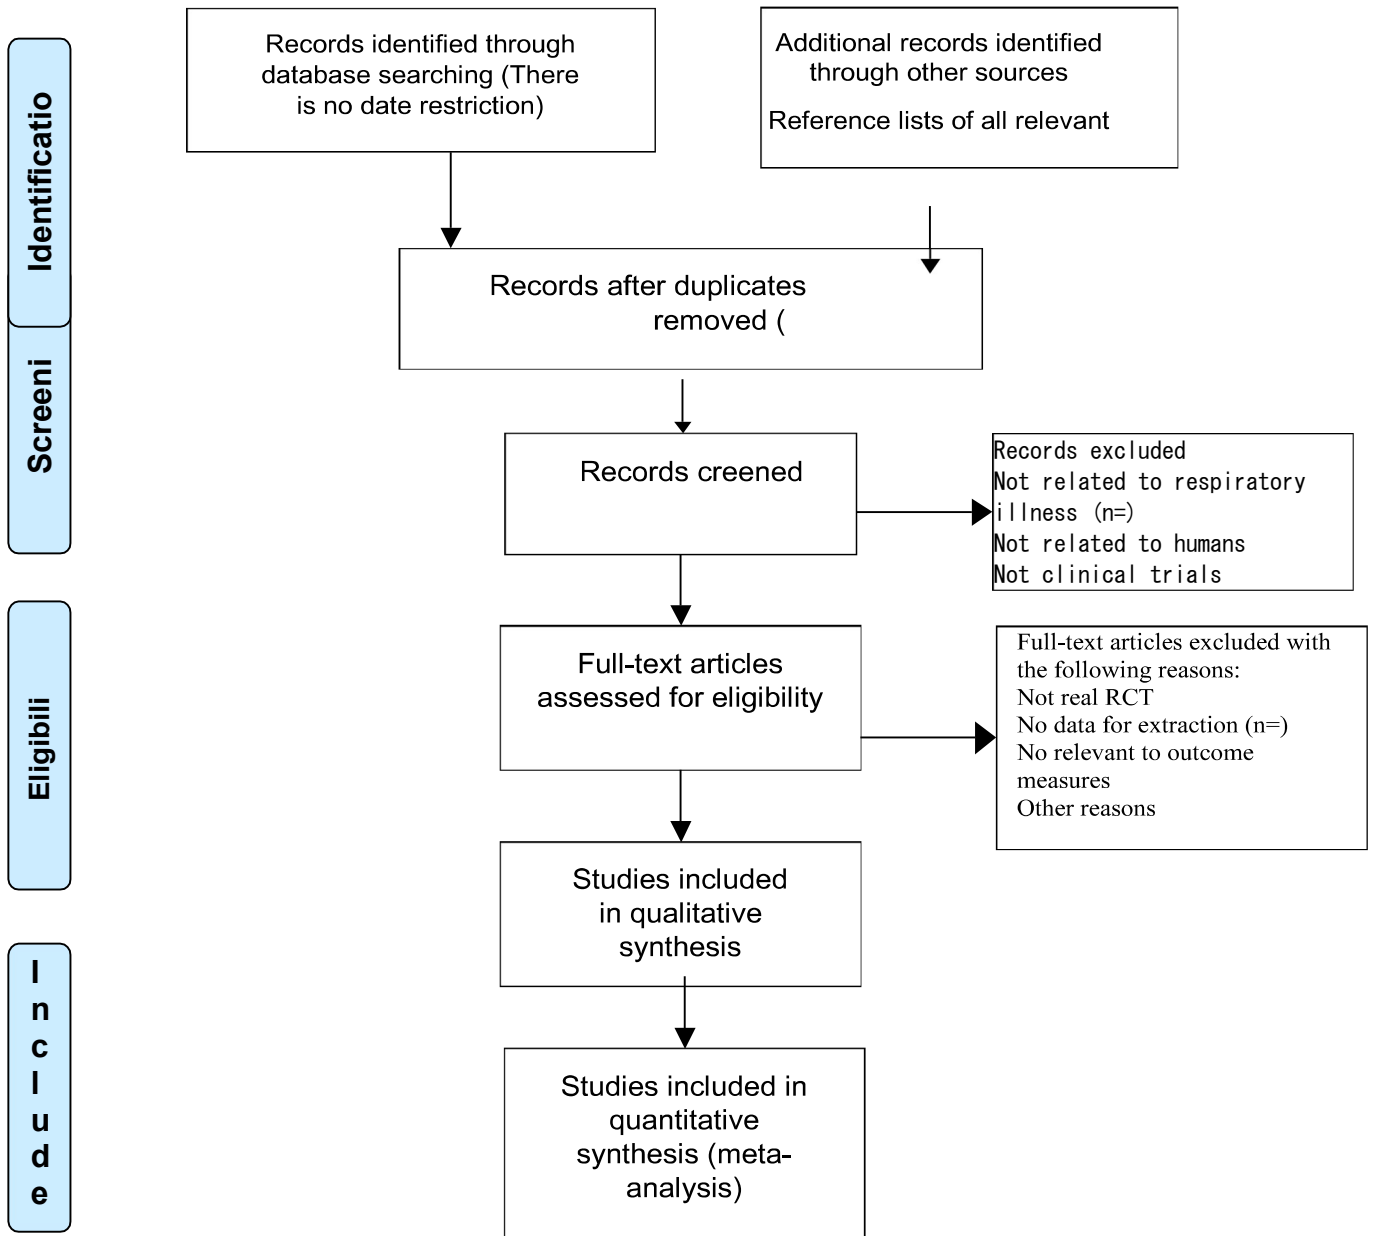 Identificatio
Records identified through
database searching (There
is no date restriction)
Additional records identified
through other sources
Reference lists of all relevant
Records after duplicates
removed (
Screeni
Records creened
Records excluded
Not related to respiratory
illness (n=)
Not related to humans
Not clinical trials
Eligibili
Full-text articles
assessed for eligibility
Full-text articles excluded with
the following reasons:
Not real RCT
No data for extraction (n=)
No relevant to outcome
measures
Other reasons
Studies included
in qualitative
synthesis
Include
Studies included in
quantitative
synthesis (meta-
analysis)